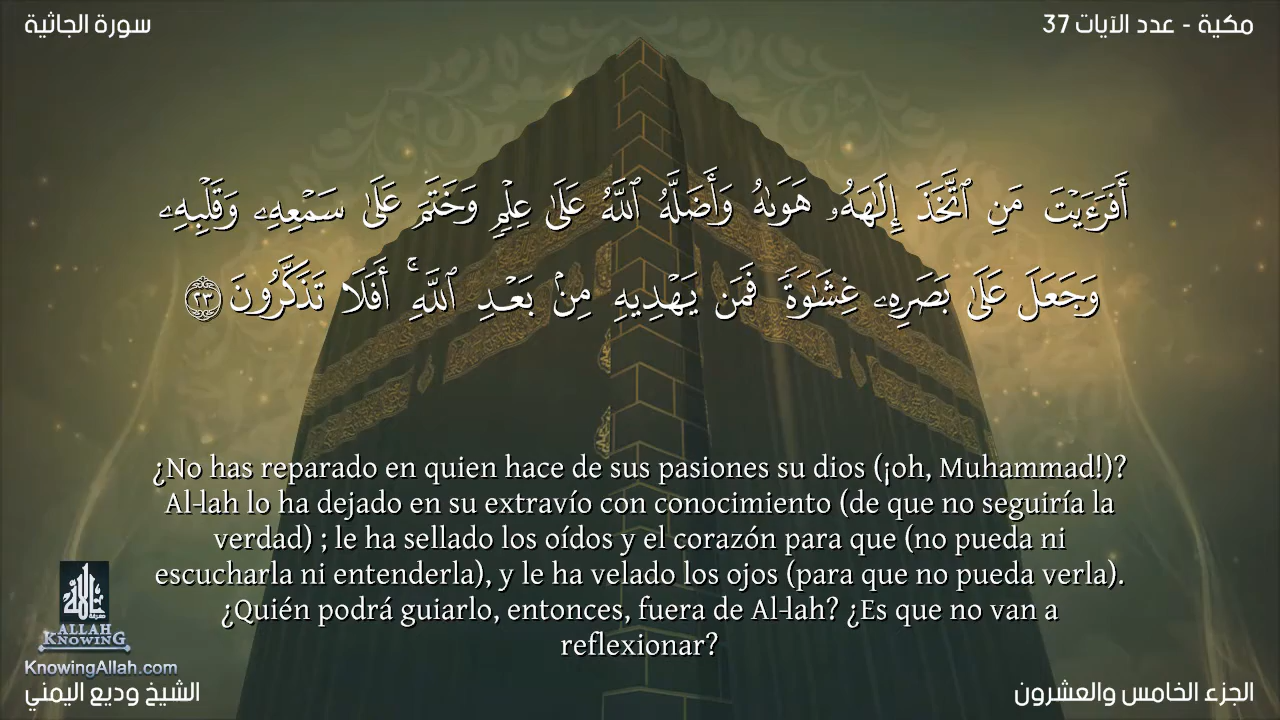 سورة الجاثية
مكية - عدد الآيات 37
أَفَرَءَيْتَ مَنِ ٱتَّخَذَ إِلَٰهَهُۥ هَوَىٰهُ وَأَضَلَّهُ ٱللَّهُ عَلَىٰ عِلْمٍ وَخَتَمَ عَلَىٰ سَمْعِهِۦ وَقَلْبِهِۦ
وَجَعَلَ عَلَىٰ بَصَرِهِۦ غِشَٰوَةً فَمَن يَهْدِيهِ مِنۢ بَعْدِ ٱللَّهِ ۚ أَفَلَا تَذَكَّرُونَ ٢٣
¿No has reparado en quien hace de sus pasiones su dios (¡oh, Muhammad!)?
Al-lah lo ha dejado en su extravío con conocimiento (de que no seguiría la
verdad) ; le ha sellado los oídos y el corazón para que (no pueda ni
escucharla ni entenderla), y le ha velado los ojos (para que no pueda verla).
¿Quién podrá guiarlo, entonces, fuera de Al-lah? ¿Es que no van a
reflexionar?
ALLAH
KNOWING
KnowingAllah.com
الشيخ وديع اليمني
الجزء الخامس والعشرون